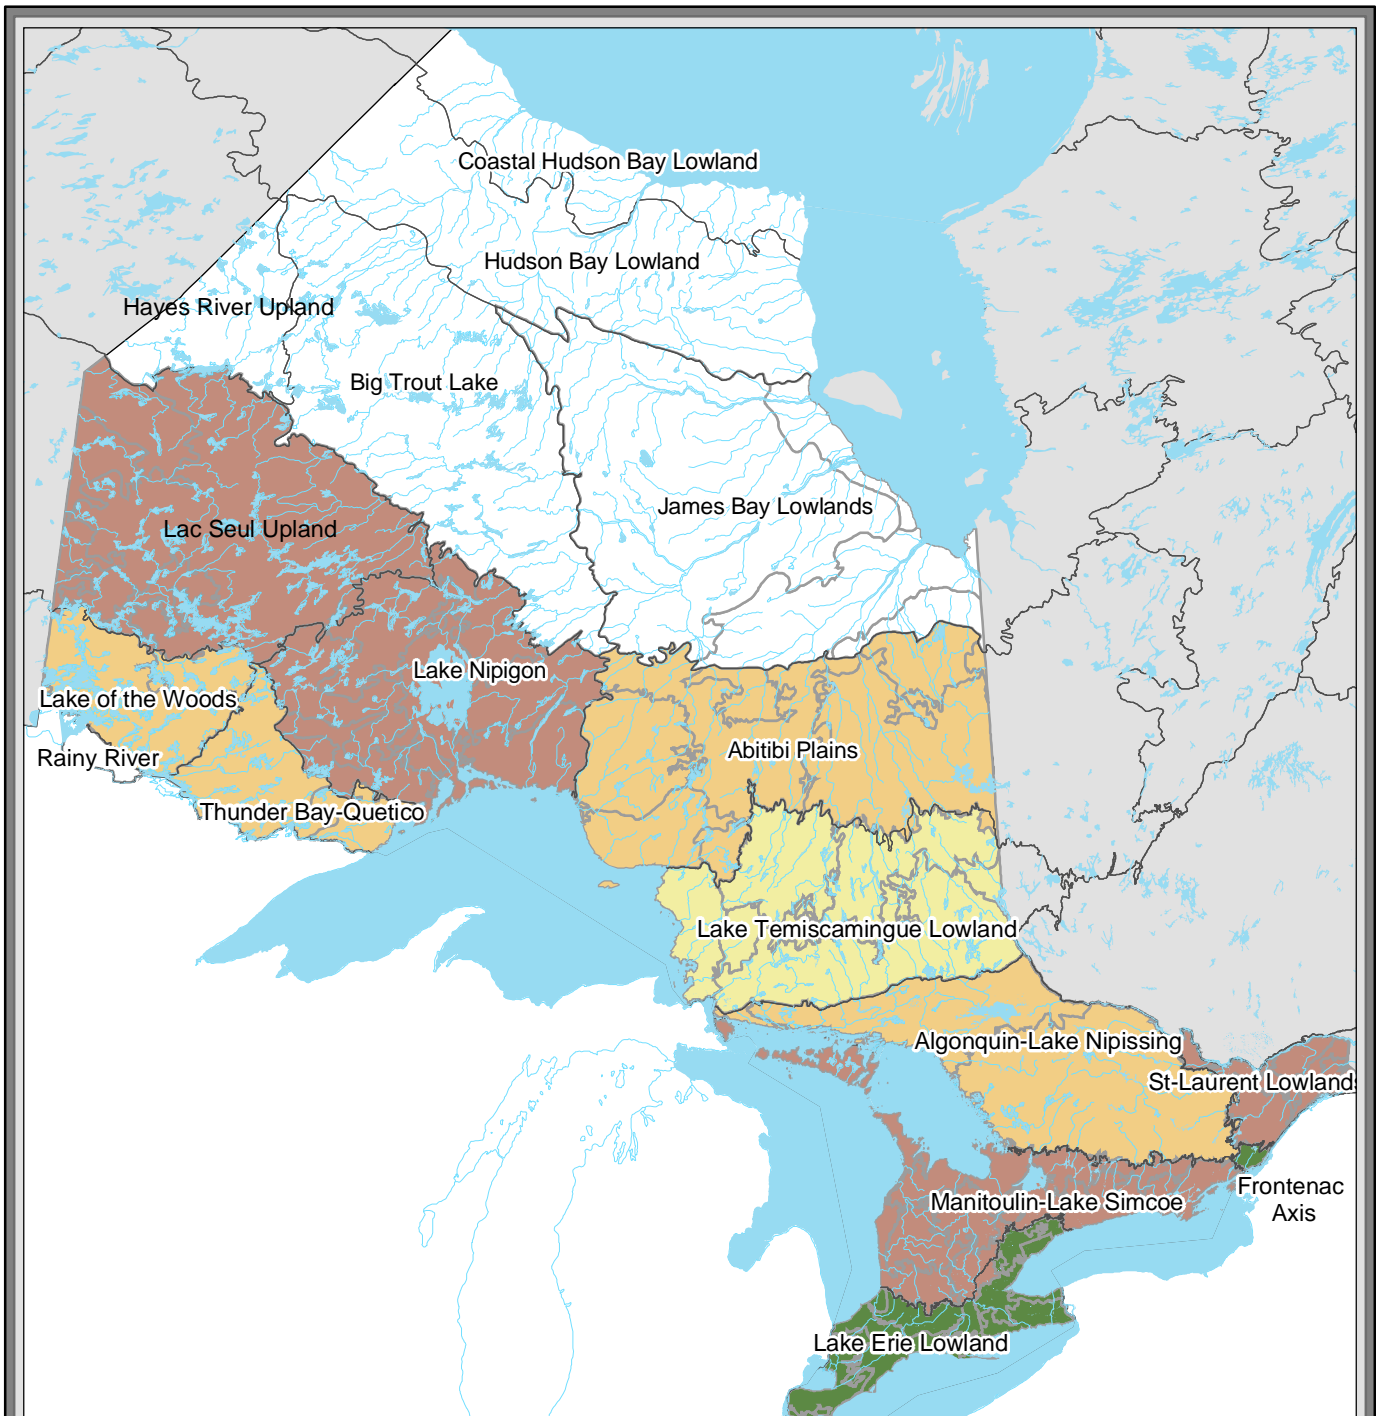 Coastal Hudson Bay Lowland
Hudson Bay Lowland
Hayes River Upland
Big Trout Lake
James Bay Lowlands
Lac Seul Upland
Lake Nipigon
Lake of the Woods
Abitibi Plains
Rainy River
Thunder Bay-Quetico
Lake Temiscamingue Lowland
Algonquin-Lake Nipissing
St-Laurent Lowlands
Manitoulin-Lake Simcoe
Frontenac
Axis
Lake Erie Lowland